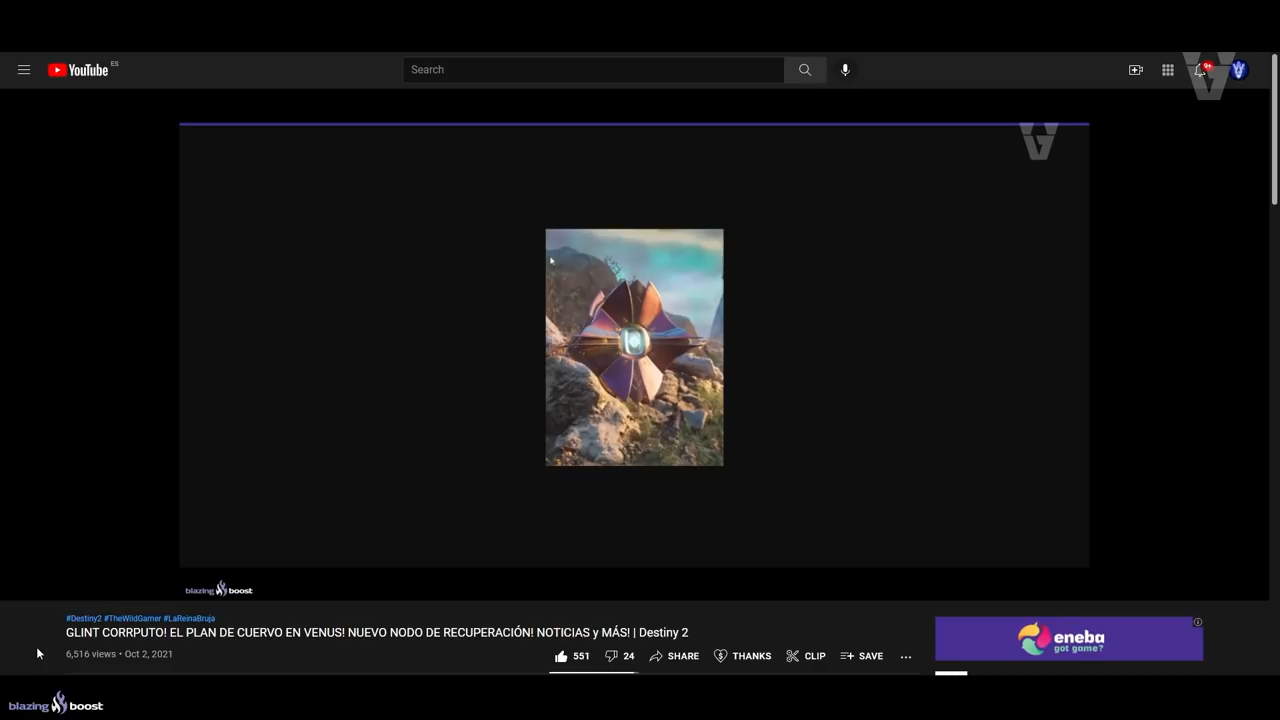 YouTube ES
Search
9+
blazing boost
#Destiny2 #TheWildGamer #LaReinaBruja
GLINT CORRPUTO! EL PLAN DE CUERVO EN VENUS! NUEVO NODO DE RECUPERACIÓN! NOTICIAS y MÁS! | Destiny 2
6,516 views • Oct 2, 2021
551
24
SHARE
THANKS
CLIP
SAVE
eneba
got game?
blazing boost